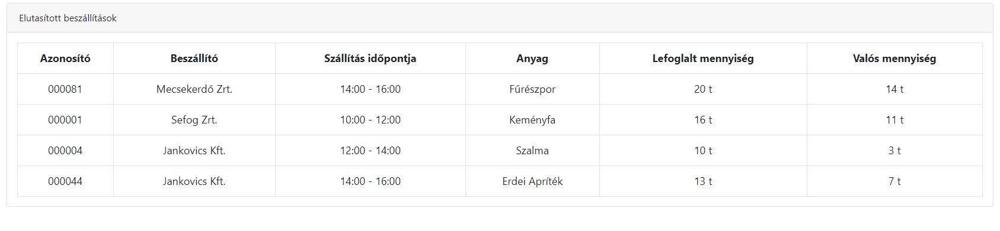 Elutasított beszállítások
Azonosító Beszállító Szállítás időpontja Anyag Lefoglalt mennyiség Valós mennyiség
000081 Mecsekerdő Zrt. 14:00 - 16:00 Fűrészpor 20 t 14 t
000001 Sefog Zrt. 10:00 - 12:00 Keményfa 16 t 11 t
000004 Jankovics Kft. 12:00 - 14:00 Szalma 10 t 3 t
000044 Jankovics Kft. 14:00 - 16:00 Erdei Apríték 13 t 7 t